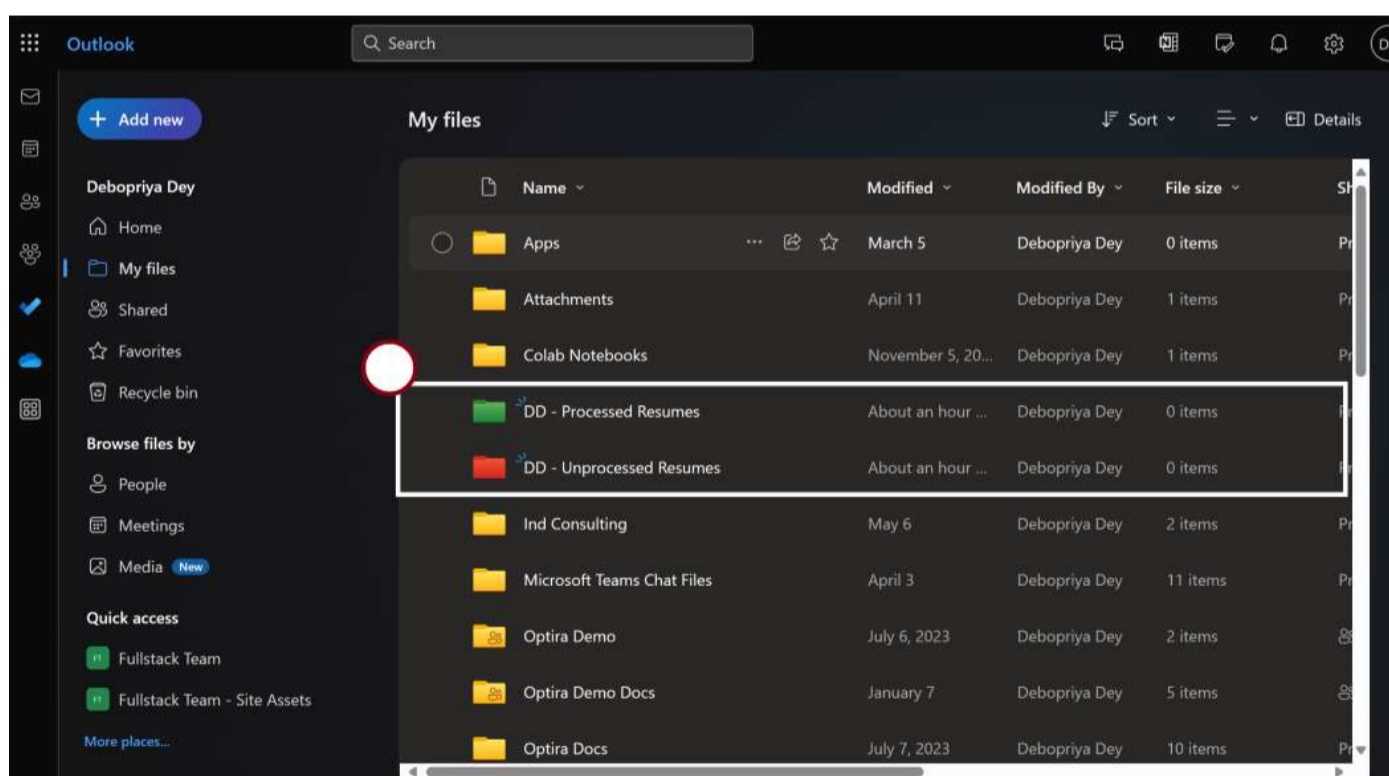 Outlook
Search
Add new
My files
Sort
Details
Debopriya Dey
Home
My files
Shared
Favorites
Recycle bin
Browse files by
People
Meetings
Media New
Quick access
Fullstack Team
Fullstack Team - Site Assets
More places...
Name Modified Modified By File size
Apps March 5 Debopriya Dey 0 items
Attachments April 11 Debopriya Dey 1 items
Colab Notebooks November 5, 20... Debopriya Dey 1 items
DD - Processed Resumes About an hour ... Debopriya Dey 0 items
DD - Unprocessed Resumes About an hour ... Debopriya Dey 0 items
Ind Consulting May 6 Debopriya Dey 2 items
Microsoft Teams Chat Files April 3 Debopriya Dey 11 items
Optira Demo July 6, 2023 Debopriya Dey 2 items
Optira Demo Docs January 7 Debopriya Dey 5 items
Optira Docs July 7, 2023 Debopriya Dey 10 items